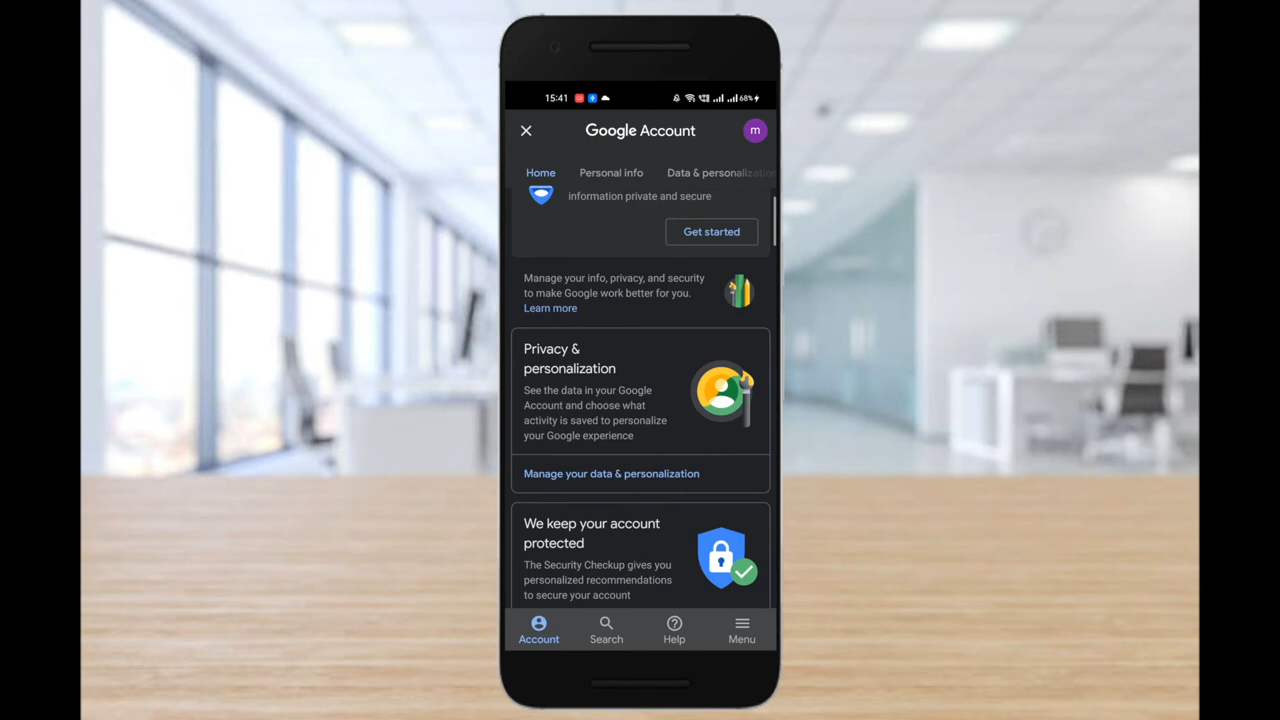 15:41
68%
Google Account
m
Home Personal info Data & personalization
information private and secure
Get started
Manage your info, privacy, and security
to make Google work better for you.
Learn more
Privacy &
personalization
See the data in your Google
Account and choose what
activity is saved to personalize
your Google experience
Manage your data & personalization
We keep your account
protected
The Security Checkup gives you
personalized recommendations
to secure your account
Account Search Help Menu